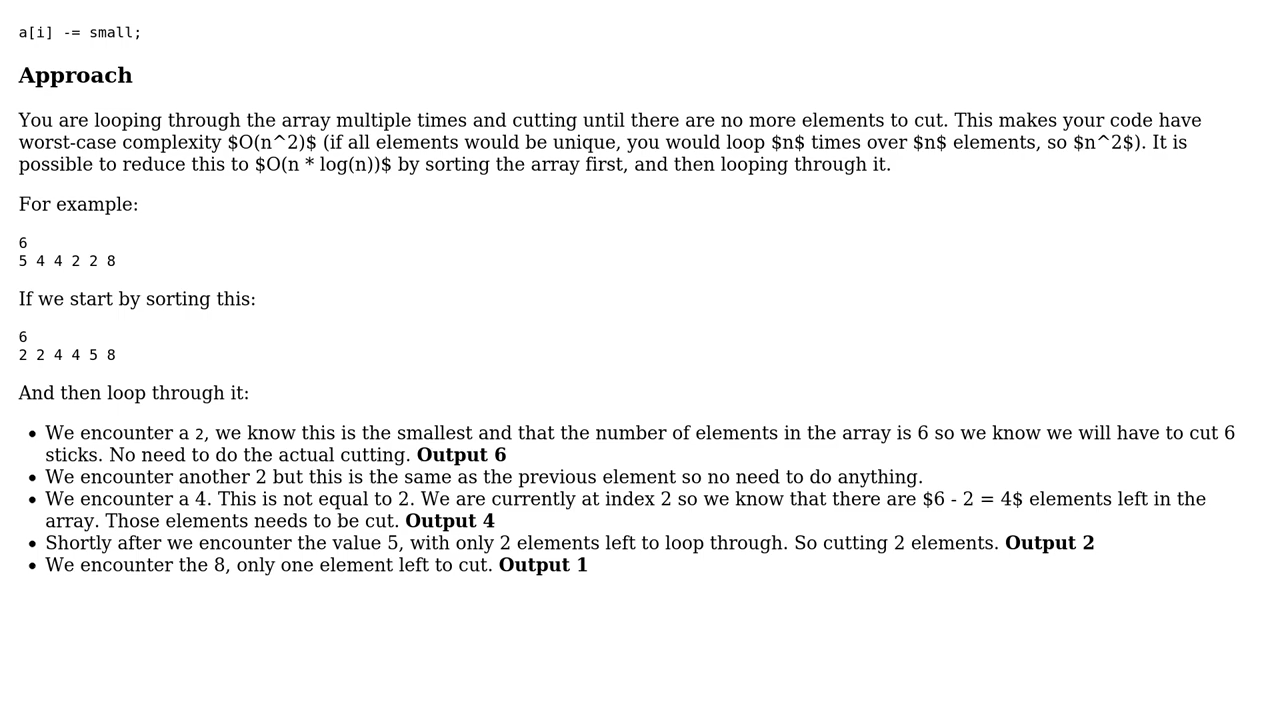 a[i] -= small;
Approach
You are looping through the array multiple times and cutting until there are no more elements to cut. This makes your code have
worst-case complexity $O(n^2)$ (if all elements would be unique, you would loop $n$ times over $n$ elements, so $n^2$). It is
possible to reduce this to $O(n * log(n))$ by sorting the array first, and then looping through it.
For example:
6
5 4 4 2 2 8
If we start by sorting this:
6
2 2 4 4 5 8
And then loop through it:
• We encounter a 2, we know this is the smallest and that the number of elements in the array is 6 so we know we will have to cut 6
sticks. No need to do the actual cutting. Output 6
• We encounter another 2 but this is the same as the previous element so no need to do anything.
• We encounter a 4. This is not equal to 2. We are currently at index 2 so we know that there are $6 - 2 = 4$ elements left in the
array. Those elements needs to be cut. Output 4
• Shortly after we encounter the value 5, with only 2 elements left to loop through. So cutting 2 elements. Output 2
• We encounter the 8, only one element left to cut. Output 1